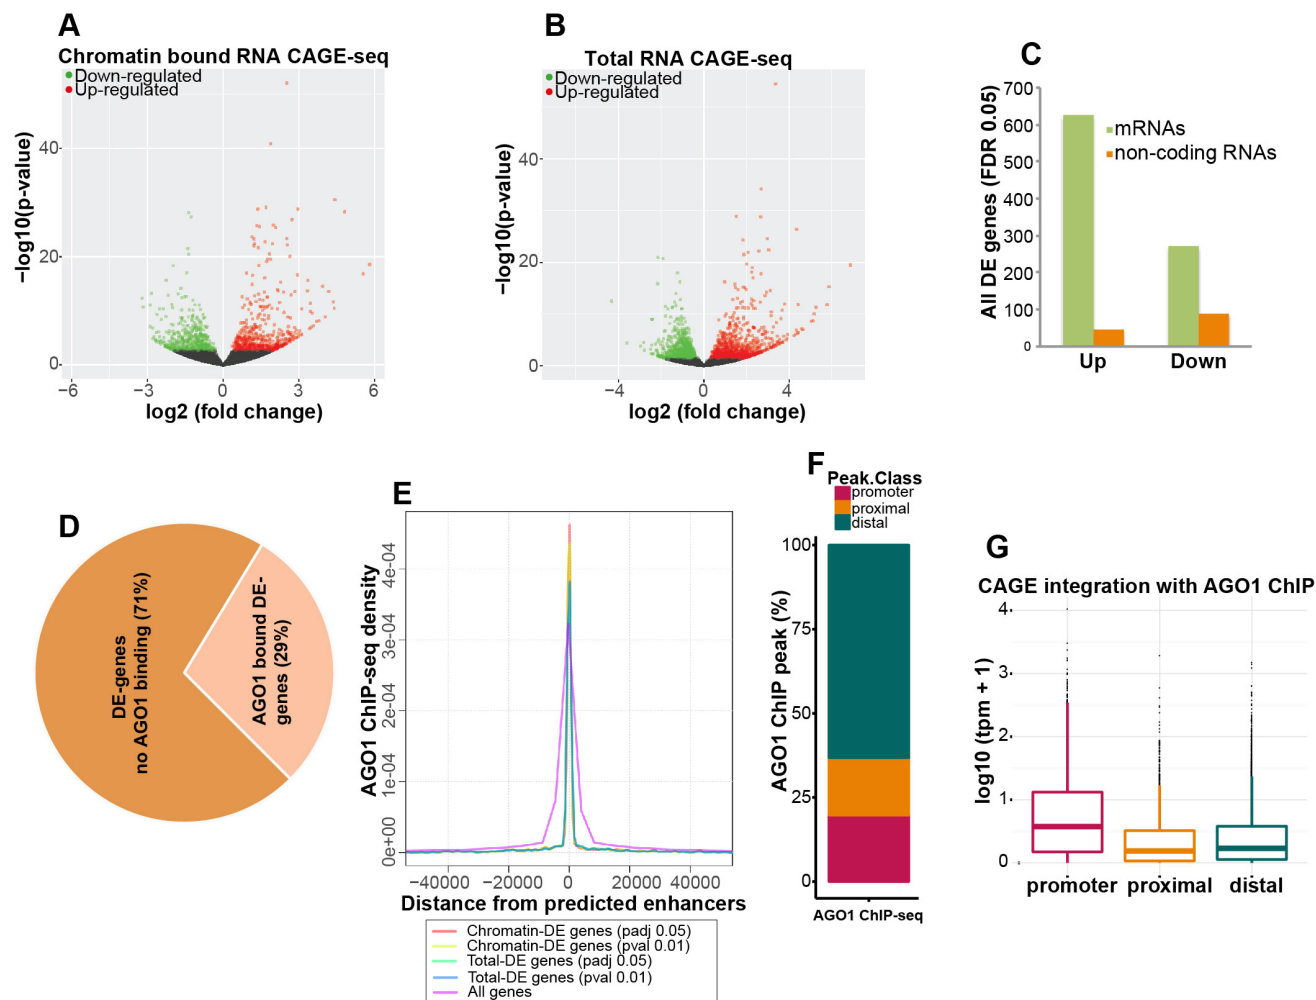 A
Chromatin bound RNA CAGE-seq
Down-regulated
Up-regulated
−log10(p-value)
40
20
0
−6
−3
0
3
6
log2 (fold change)
B
Total RNA CAGE-seq
Down-regulated
Up-regulated
−log10(p-value)
40
20
0
−4
0
4
log2 (fold change)
C
All DE genes (FDR 0.05)
700
600
500
400
300
200
100
0
mRNAs
non-coding RNAs
Up
Down
D
DE-genes
no AGO1 binding (71%)
AGO1 bound DE-
genes (29%)
E
AGO1 ChIP-seq density
4e-04
3e-04
2e-04
1e-04
0e+00
−40000
−20000
0
20000
40000
Distance from predicted enhancers
Chromatin-DE genes (padj 0.05)
Chromatin-DE genes (pval 0.01)
Total-DE genes (padj 0.05)
Total-DE genes (pval 0.01)
All genes
F
Peak.Class
promoter
proximal
distal
AGO1 ChIP peak (%)
100
75
50
25
0
AGO1 ChIP-seq
G
CAGE integration with AGO1 ChIP
log10 (tpm + 1)
4
3
2
1
0
promoter
proximal
distal